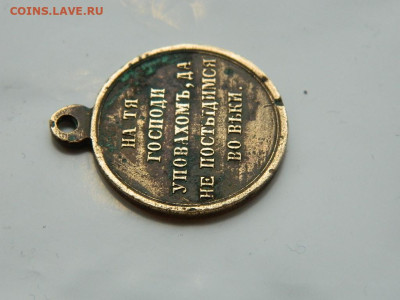 COINS.LAVE.RU
НА ТЯ
ГОСПОДИ
УПОВАХОМЪ, ДА
НЕ ПОСТЫДИМСЯ
ВО ВѢКИ.